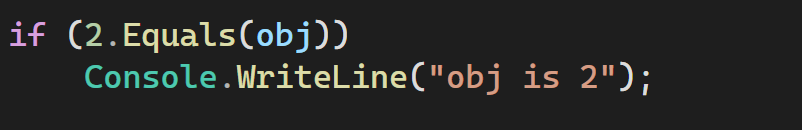 if (2.Equals(obj))
    Console.WriteLine("obj is 2");